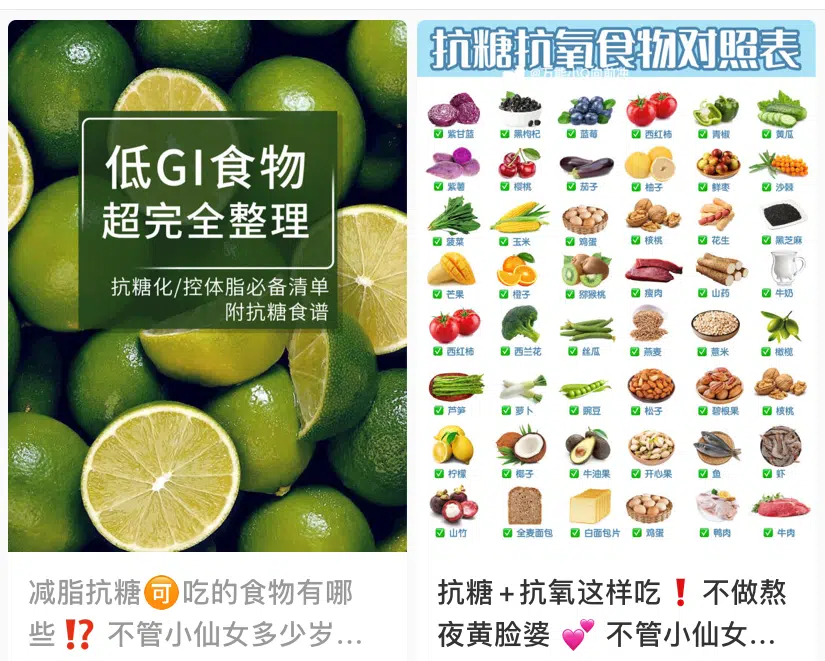 低GI食物
超完全整理
抗糖化/控体脂必备清单
附抗糖食谱
减脂抗糖🉑吃的食物有哪
些⁉️ 不管小仙女多少岁...
抗糖抗氧食物对照表
✅ 紫甘蓝 ✅ 黑枸杞 ✅ 蓝莓 ✅ 西红柿 ✅ 青椒 ✅ 黄瓜
✅ 紫薯 ✅ 樱桃 ✅ 茄子 ✅ 柚子 ✅ 鲜枣 ✅ 沙棘
✅ 菠菜 ✅ 玉米 ✅ 鸡蛋 ✅ 核桃 ✅ 花生 ✅ 黑芝麻
✅ 芒果 ✅ 橙子 ✅ 猕猴桃 ✅ 瘦肉 ✅ 山药 ✅ 牛奶
✅ 西红柿 ✅ 西兰花 ✅ 丝瓜 ✅ 燕麦 ✅ 薏米 ✅ 橄榄
✅ 芦笋 ✅ 萝卜 ✅ 豌豆 ✅ 松子 ✅ 碧根果 ✅ 核桃
✅ 柠檬 ✅ 椰子 ✅ 牛油果 ✅ 开心果 ✅ 鱼 ✅ 虾
✅ 山竹 ✅ 全麦面包 ✅ 白面包片 ✅ 鸡蛋 ✅ 鸭肉 ✅ 牛肉
抗糖+抗氧这样吃❗不做熬
夜黄脸婆 💕 不管小仙女...